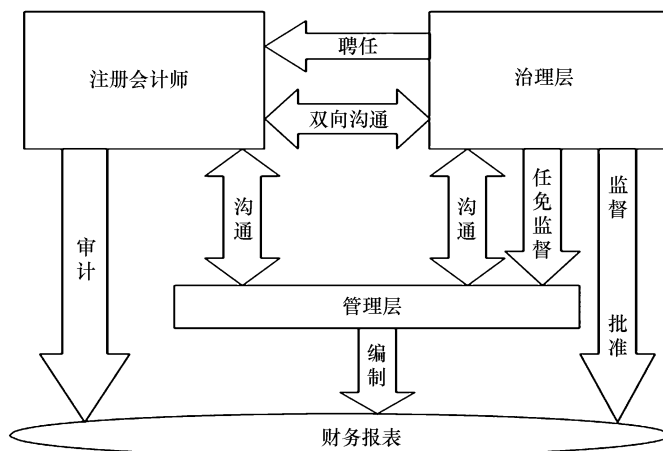 聘任
注册会计师
治理层
双向沟通
审计
沟通
沟通
任免监督
监督
批准
管理层
编制
财务报表